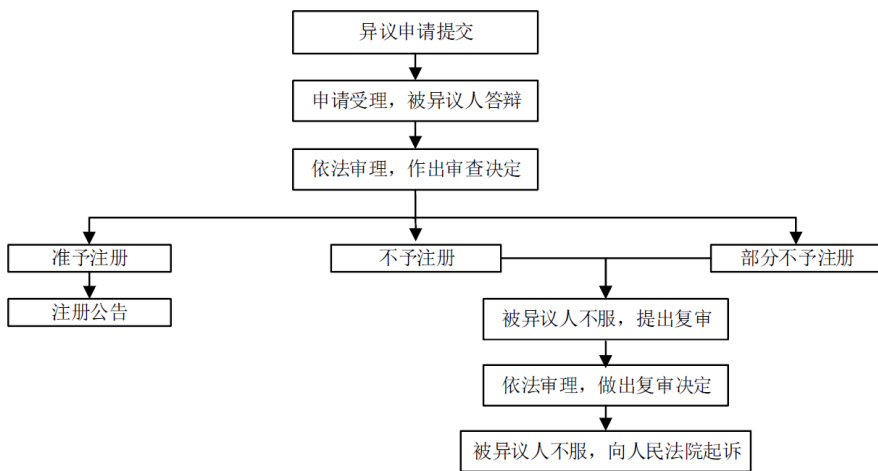 异议申请提交
申请受理，被异议人答辩
依法审理，作出审查决定
准予注册
不予注册
部分不予注册
注册公告
被异议人不服，提出复审
依法审理，做出复审决定
被异议人不服，向人民法院起诉